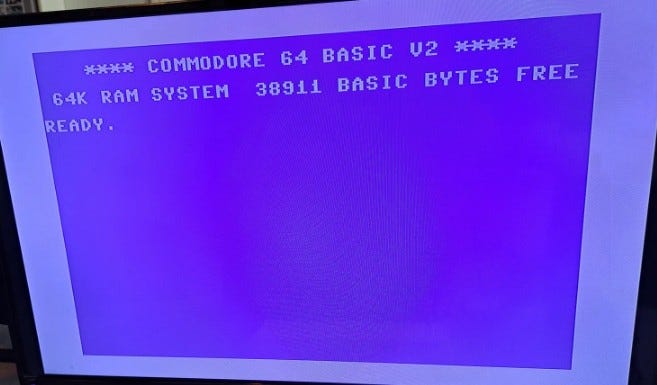 **** COMMODORE 64 BASIC V2 ****
64K RAM SYSTEM  38911 BASIC BYTES FREE
READY.